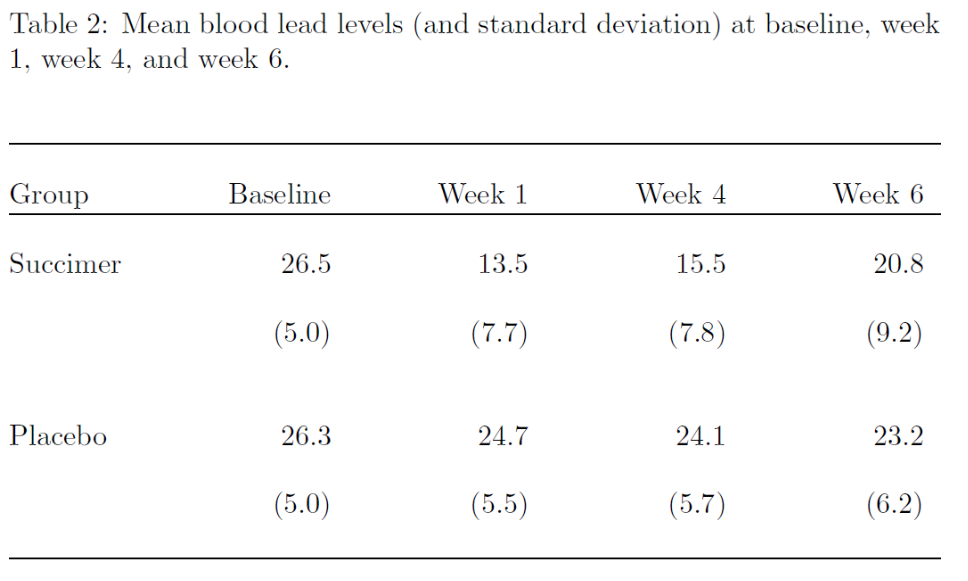 Table 2: Mean blood lead levels (and standard deviation) at baseline, week
1, week 4, and week 6.
Group Baseline Week 1 Week 4 Week 6
Succimer 26.5 13.5 15.5 20.8
(5.0) (7.7) (7.8) (9.2)
Placebo 26.3 24.7 24.1 23.2
(5.0) (5.5) (5.7) (6.2)